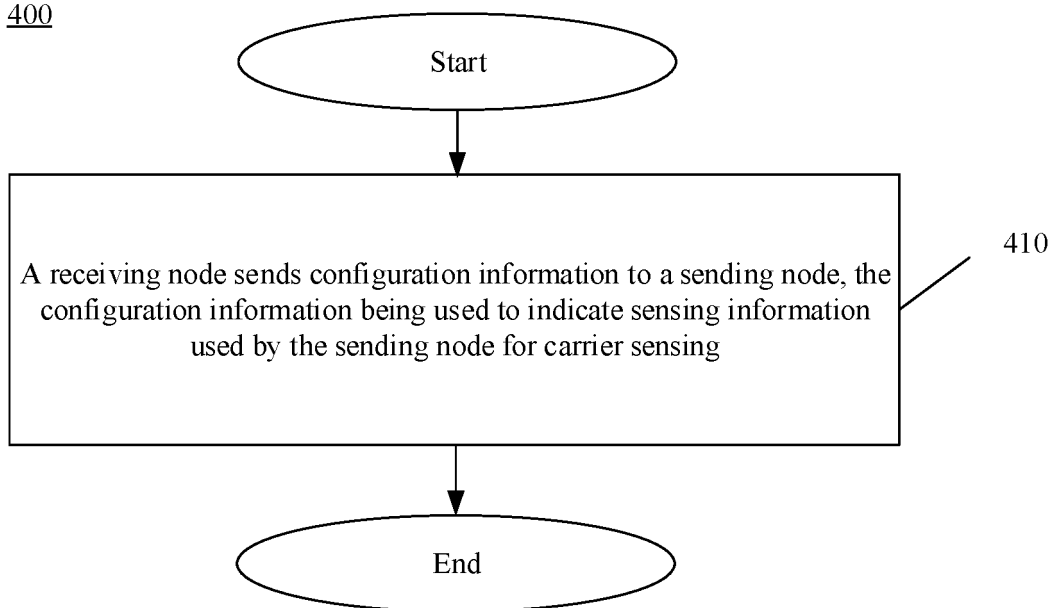 400
Start
A receiving node sends configuration information to a sending node, the
configuration information being used to indicate sensing information
used by the sending node for carrier sensing
410
End